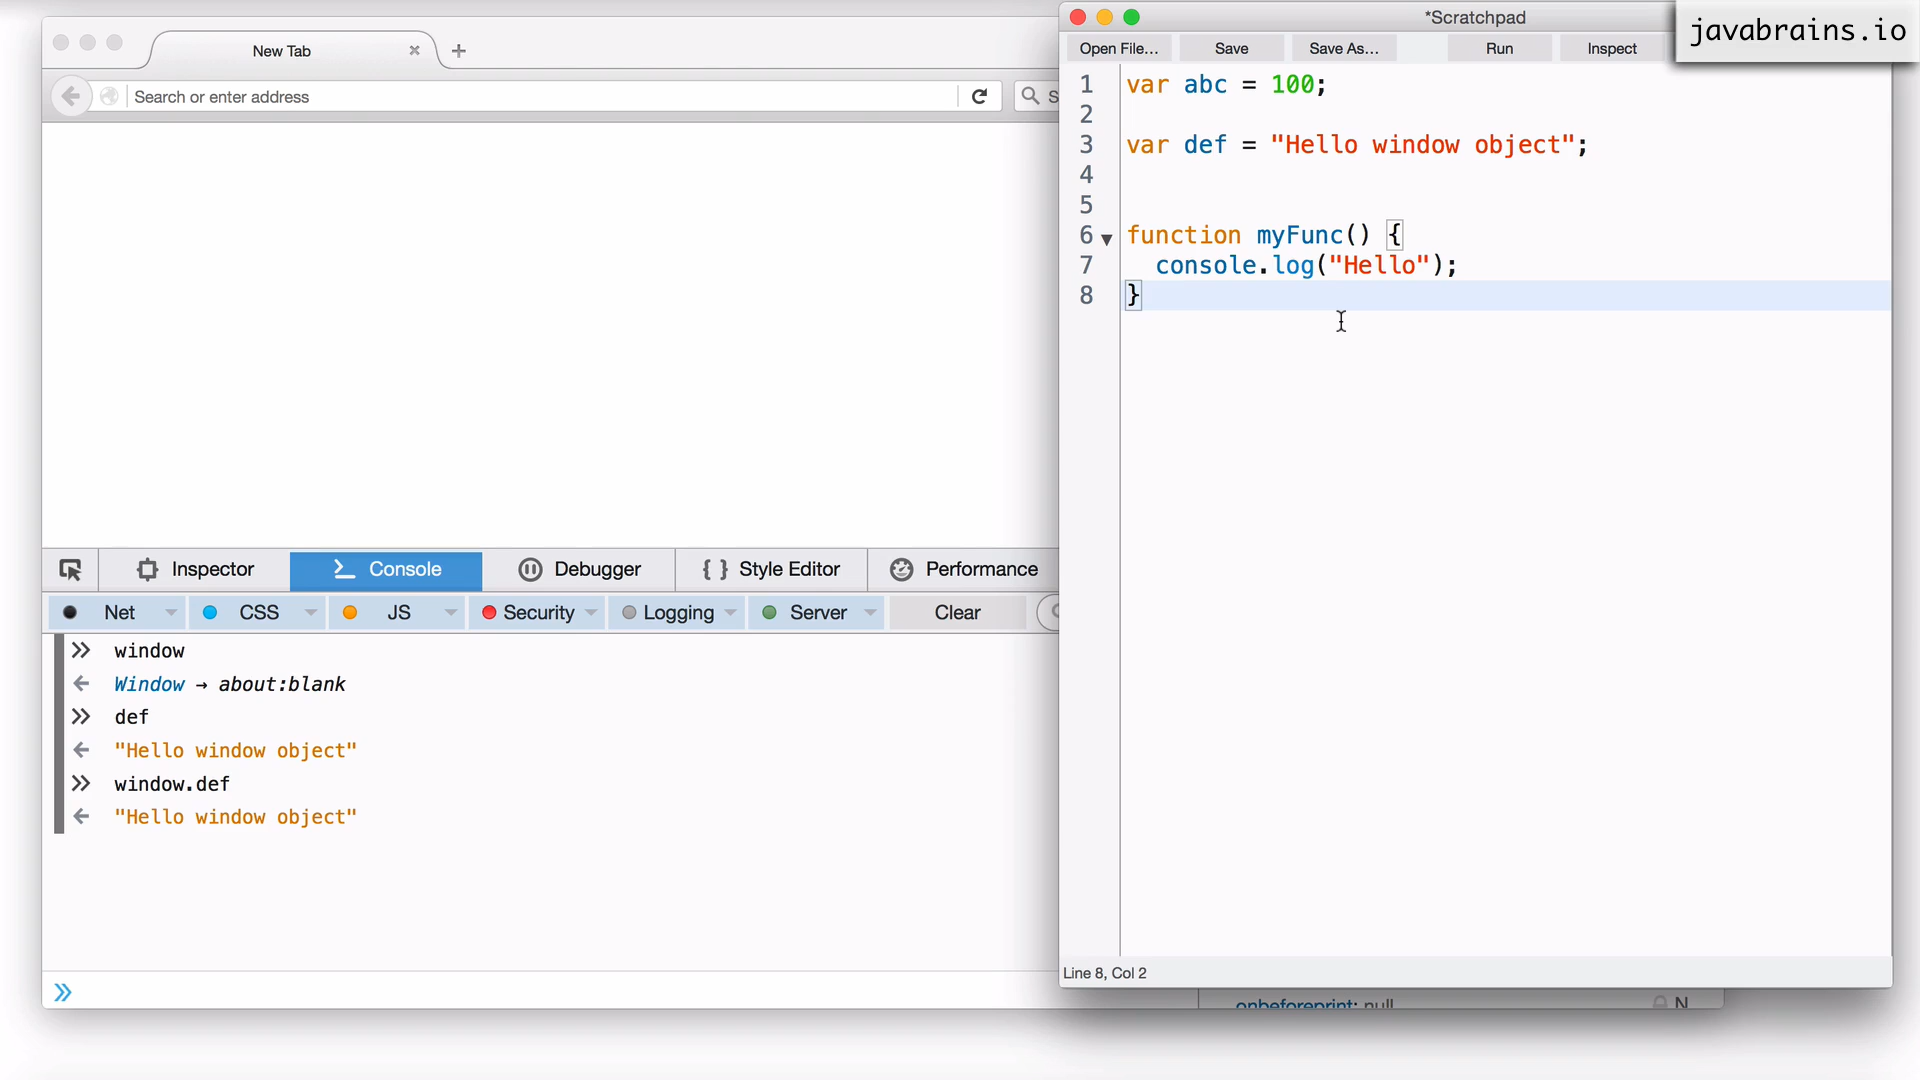 New Tab
Search or enter address
S
Inspector
Console
Debugger
Style Editor
Performance
Net
CSS
JS
Security
Logging
Server
Clear
>> window
← Window → about:blank
>> def
← "Hello window object"
>> window.def
← "Hello window object"
>>
*Scratchpad
javabrains.io
Open File...
Save
Save As...
Run
Inspect
1 var abc = 100;
2
3 var def = "Hello window object";
4
5
6 function myFunc() {
7 console.log("Hello");
8 }
Line 8, Col 2
onbeforeprint: null
N